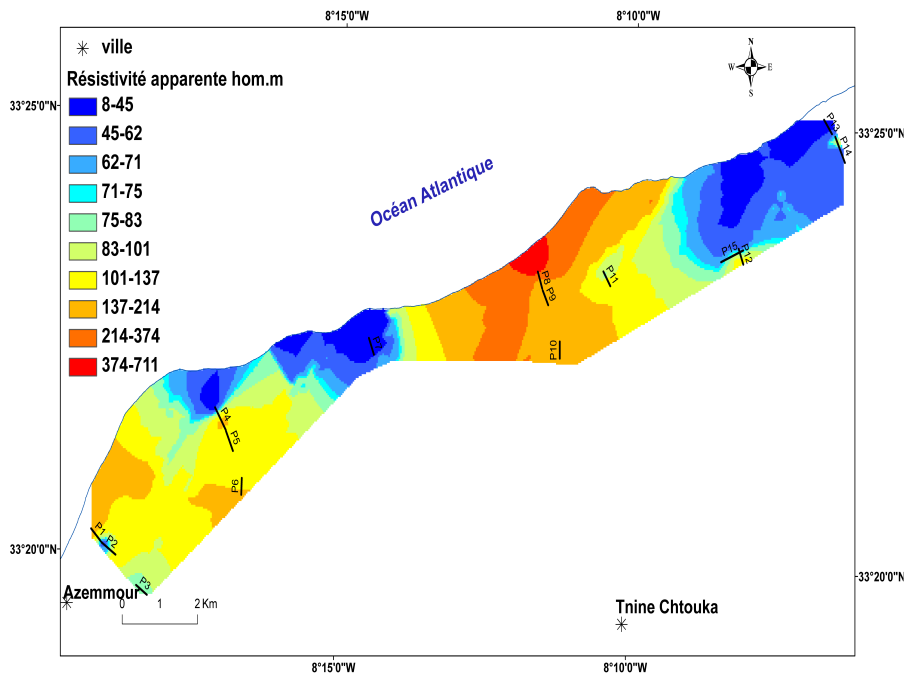 8°15'0"W 8°10'0"W
ville
Résistivité apparente hom.m
8-45
45-62
62-71
71-75
75-83
83-101
101-137
137-214
214-374
374-711
N
W E
S
33°25'0"N
33°25'0"N
Océan Atlantique
P13
P14
P15
P12
P11
P8
P9
P10
P4
P5
P6
P1
P2
P3
33°20'0"N
33°20'0"N
Azemmour
0 1 2 Km
Tnine Chtouka
8°15'0"W 8°10'0"W